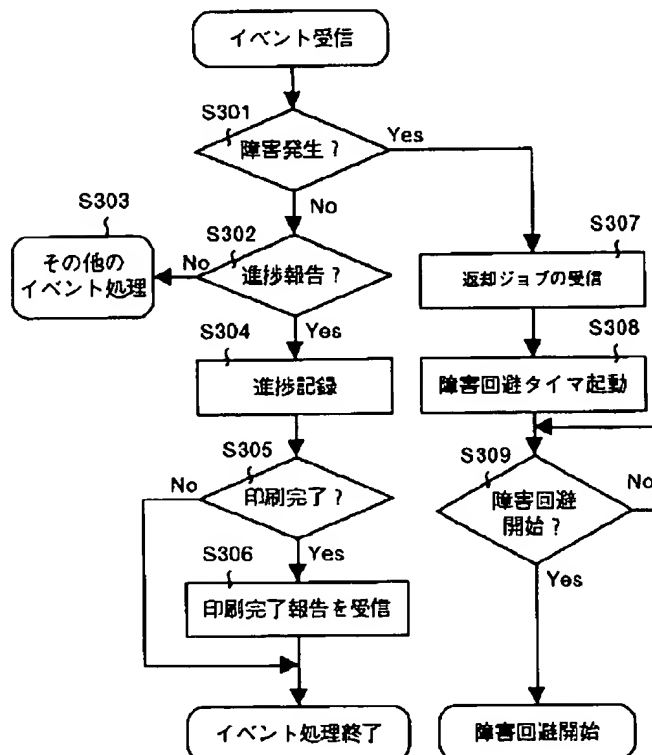 イベント受信
S301
障害発生?
Yes
No
S303
その他の
イベント処理
S302
進捗報告?
No
Yes
S307
返却ジョブの受信
S304
進捗記録
S308
障害回避タイマ起動
S305
印刷完了?
No
Yes
S309
障害回避
開始?
No
Yes
S306
印刷完了報告を受信
イベント処理終了
障害回避開始